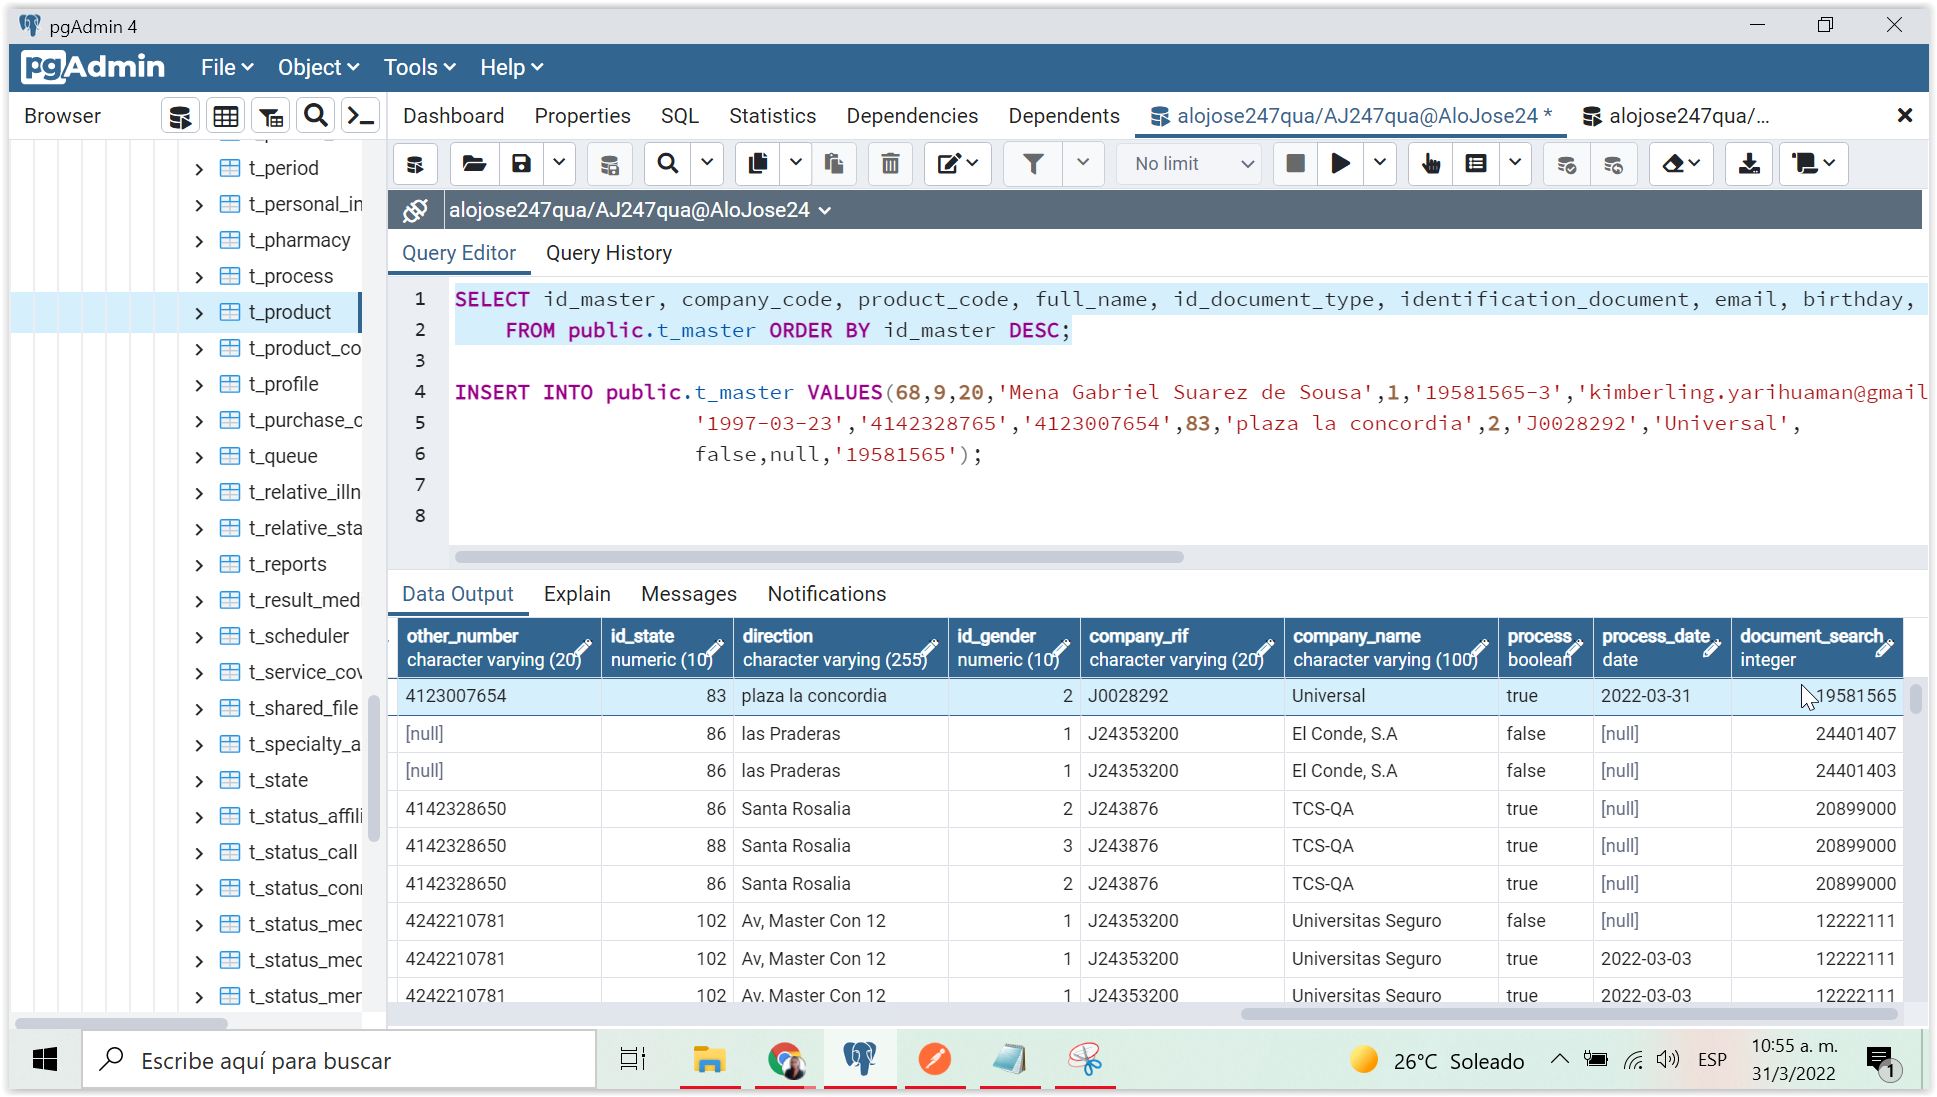 pgAdmin 4
pgAdmin File Object Tools Help
Browser
Dashboard Properties SQL Statistics Dependencies Dependents alojose247qua/AJ247qua@AloJose24 * alojose247qua/...
No limit
alojose247qua/AJ247qua@AloJose24
Query Editor Query History
t_period
t_personal_in
t_pharmacy
t_process
t_product
t_product_co
t_profile
t_purchase_c
t_queue
t_relative_illn
t_relative_sta
t_reports
t_result_med
t_scheduler
t_service_cov
t_shared_file
t_specialty_a
t_state
t_status_affili
t_status_call
t_status_con
t_status_med
t_status_med
t_status_mer
1 SELECT id_master, company_code, product_code, full_name, id_document_type, identification_document, email, birthday,
2 FROM public.t_master ORDER BY id_master DESC;
3
4 INSERT INTO public.t_master VALUES(68,9,20,'Mena Gabriel Suarez de Sousa',1,'19581565-3','kimberling.yarihuaman@gmail
5 '1997-03-23','4142328765','4123007654',83,'plaza la concordia',2,'J0028292','Universal',
6 false,null,'19581565');
7
8
Data Output Explain Messages Notifications
other_number id_state direction id_gender company_rif company_name process process_date document_search
character varying (20) numeric (10) character varying (255) numeric (10) character varying (20) character varying (100) boolean date integer
4123007654 83 plaza la concordia 2 J0028292 Universal true 2022-03-31 19581565
[null] 86 las Praderas 1 J24353200 El Conde, S.A false [null] 24401407
[null] 86 las Praderas 1 J24353200 El Conde, S.A false [null] 24401403
4142328650 86 Santa Rosalia 2 J243876 TCS-QA true [null] 20899000
4142328650 88 Santa Rosalia 3 J243876 TCS-QA true [null] 20899000
4142328650 86 Santa Rosalia 2 J243876 TCS-QA true [null] 20899000
4242210781 102 Av, Master Con 12 1 J24353200 Universitas Seguro false [null] 12222111
4242210781 102 Av, Master Con 12 1 J24353200 Universitas Seguro true 2022-03-03 12222111
4242210781 102 Av, Master Con 12 1 J24353200 Universitas Seguro true 2022-03-03 12222111
Escribe aquí para buscar
26°C Soleado
ESP
10:55 a. m.
31/3/2022
1